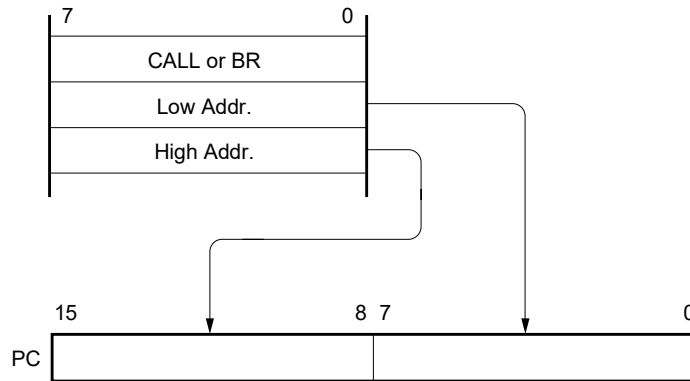 7 0
CALL or BR
Low Addr.
High Addr.
15 8 7 0
PC